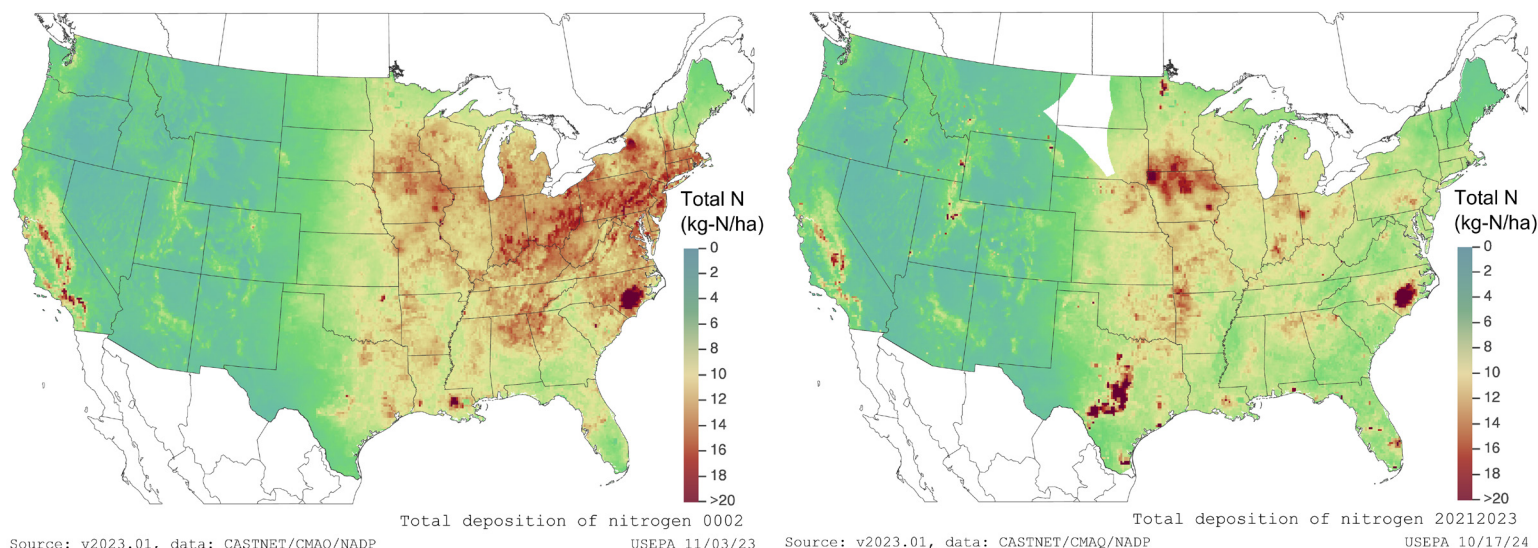 Total N
(kg-N/ha)
0
2
4
6
8
10
12
14
16
18
>20
Total deposition of nitrogen 0002
Source: v2023.01, data: CASTNET/CMAQ/NADP
USEPA 11/03/23
Total N
(kg-N/ha)
0
2
4
6
8
10
12
14
16
18
>20
Total deposition of nitrogen 20212023
Source: v2023.01, data: CASTNET/CMAQ/NADP
USEPA 10/17/24